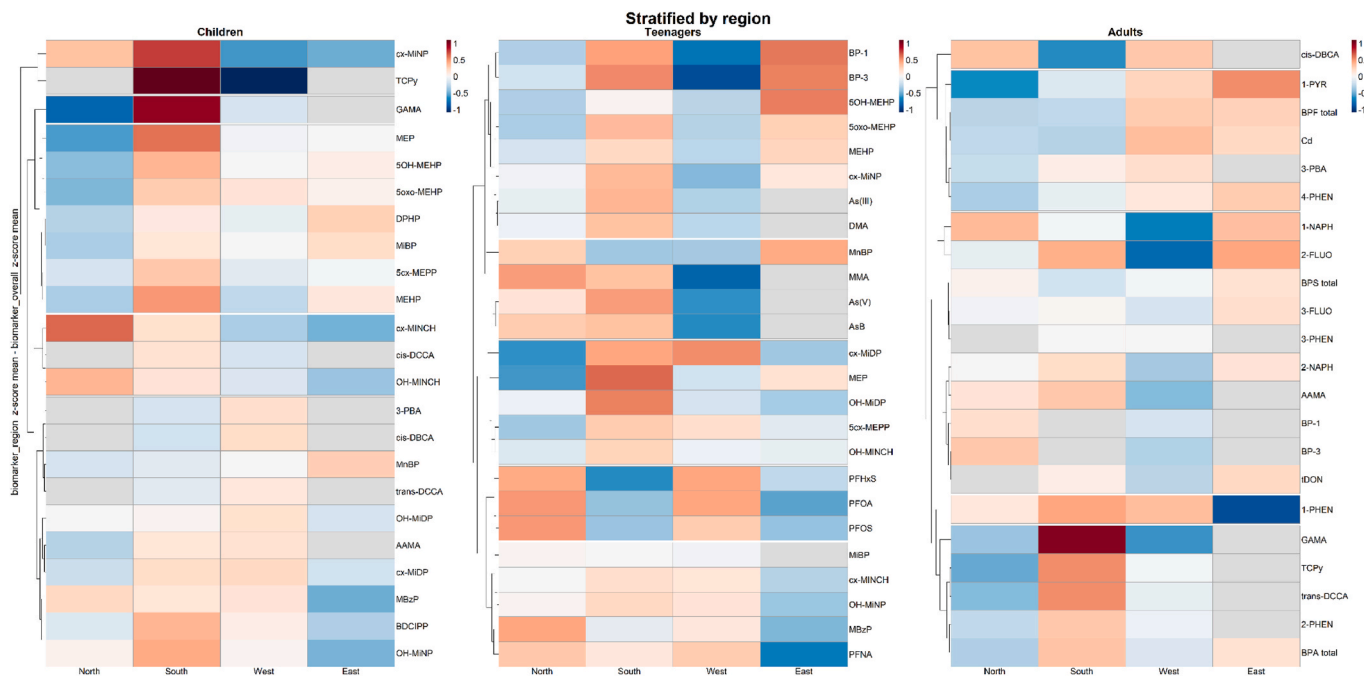 Stratified by region
biomarker_region z-score mean - biomarker_overall z-score mean
Children
cx-MiNP
TCPy
GAMA
MEP
5OH-MEHP
5oxo-MEHP
DPHP
MiBP
5cx-MEPP
MEHP
cx-MINCH
cis-DCCA
OH-MINCH
3-PBA
cis-DBCA
MnBP
trans-DCCA
OH-MiDP
AAMA
cx-MiDP
MBzP
BDCIPP
OH-MiNP
North South West East
1
0.5
0
-0.5
-1
Teenagers
BP-1
BP-3
5OH-MEHP
5oxo-MEHP
MEHP
cx-MiNP
As(III)
DMA
MnBP
MMA
As(V)
AsB
cx-MiDP
MEP
OH-MiDP
5cx-MEPP
OH-MINCH
PFHxS
PFOA
PFOS
MiBP
cx-MINCH
OH-MiNP
MBzP
PFNA
North South West East
1
0.5
0
-0.5
-1
Adults
cis-DBCA
1-PYR
BPF total
Cd
3-PBA
4-PHEN
1-NAPH
2-FLUO
BPS total
3-FLUO
3-PHEN
2-NAPH
AAMA
BP-1
BP-3
tDON
1-PHEN
GAMA
TCPy
trans-DCCA
2-PHEN
BPA total
North South West East
1
0.5
0
-0.5
-1